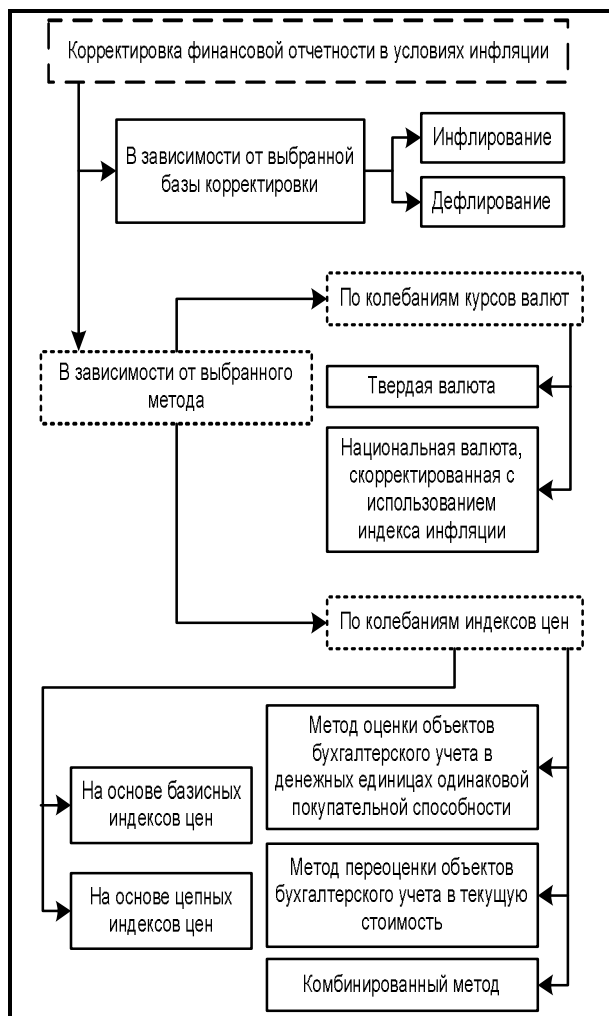 Корректировка финансовой отчетности в условиях инфляции
В зависимости от выбранной
базы корректировки
Инфлирование
Дефлирование
По колебаниям курсов валют
В зависимости от выбранного
метода
Твердая валюта
Национальная валюта,
скорректированная с
использованием
индекса инфляции
По колебаниям индексов цен
Метод оценки объектов
бухгалтерского учета в
денежных единицах одинаковой
покупательной способности
На основе базисных
индексов цен
Метод переоценки объектов
бухгалтерского учета в текущую
стоимость
На основе цепных
индексов цен
Комбинированный метод